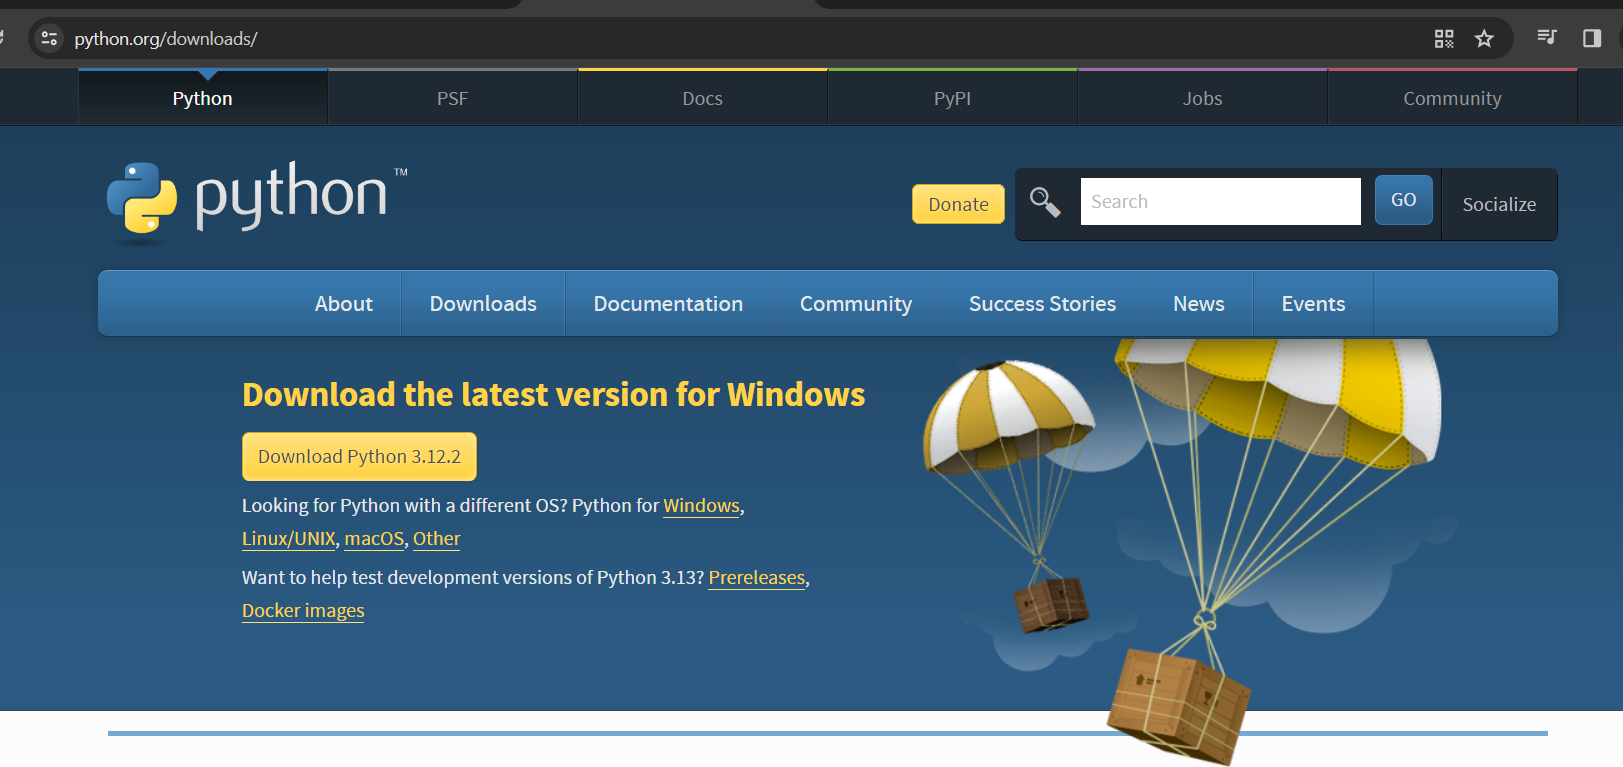 python.org/downloads/
Python PSF Docs PyPI Jobs Community
python™
Donate Search GO Socialize
About Downloads Documentation Community Success Stories News Events
Download the latest version for Windows
Download Python 3.12.2
Looking for Python with a different OS? Python for Windows,
Linux/UNIX, macOS, Other
Want to help test development versions of Python 3.13? Prereleases,
Docker images